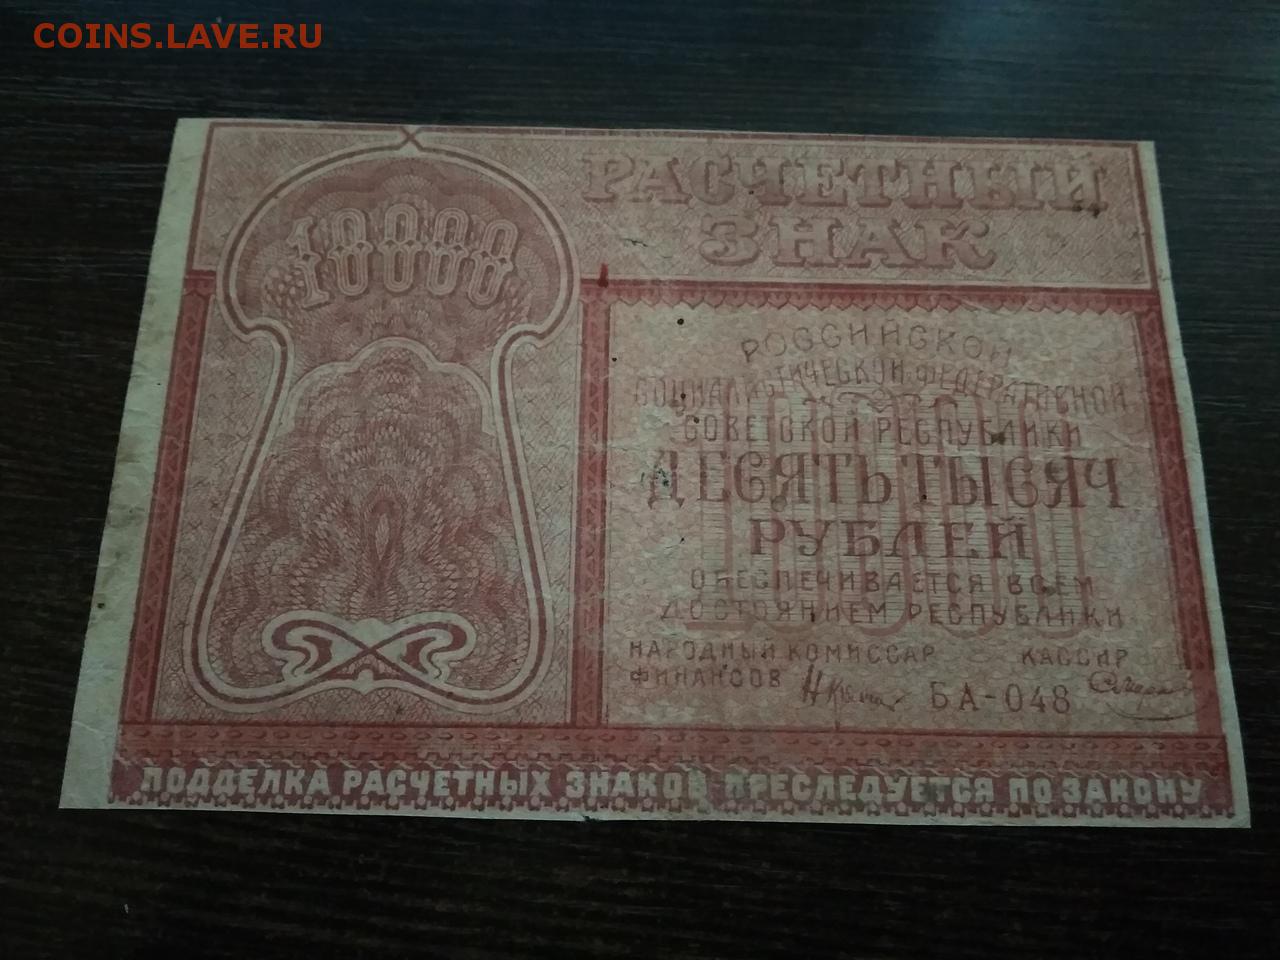 COINS.LAVE.RU
РАСЧЕТНЫЙ
ЗНАК
10000
РОССИЙСКОЙ
СОЦИАЛИСТИЧЕСКОЙ ФЕДЕРАТИВНОЙ
СОВЕТСКОЙ РЕСПУБЛИКИ
ДЕСЯТЬ ТЫСЯЧ
РУБЛЕЙ
ОБЕСПЕЧИВАЕТСЯ ВСЕМ
ДОСТОЯНИЕМ РЕСПУБЛИКИ
НАРОДНЫЙ КОМИССАР
ФИНАНСОВ
КАССИР
БА-048
ПОДДЕЛКА РАСЧЕТНЫХ ЗНАКОВ ПРЕСЛЕДУЕТСЯ ПО ЗАКОНУ